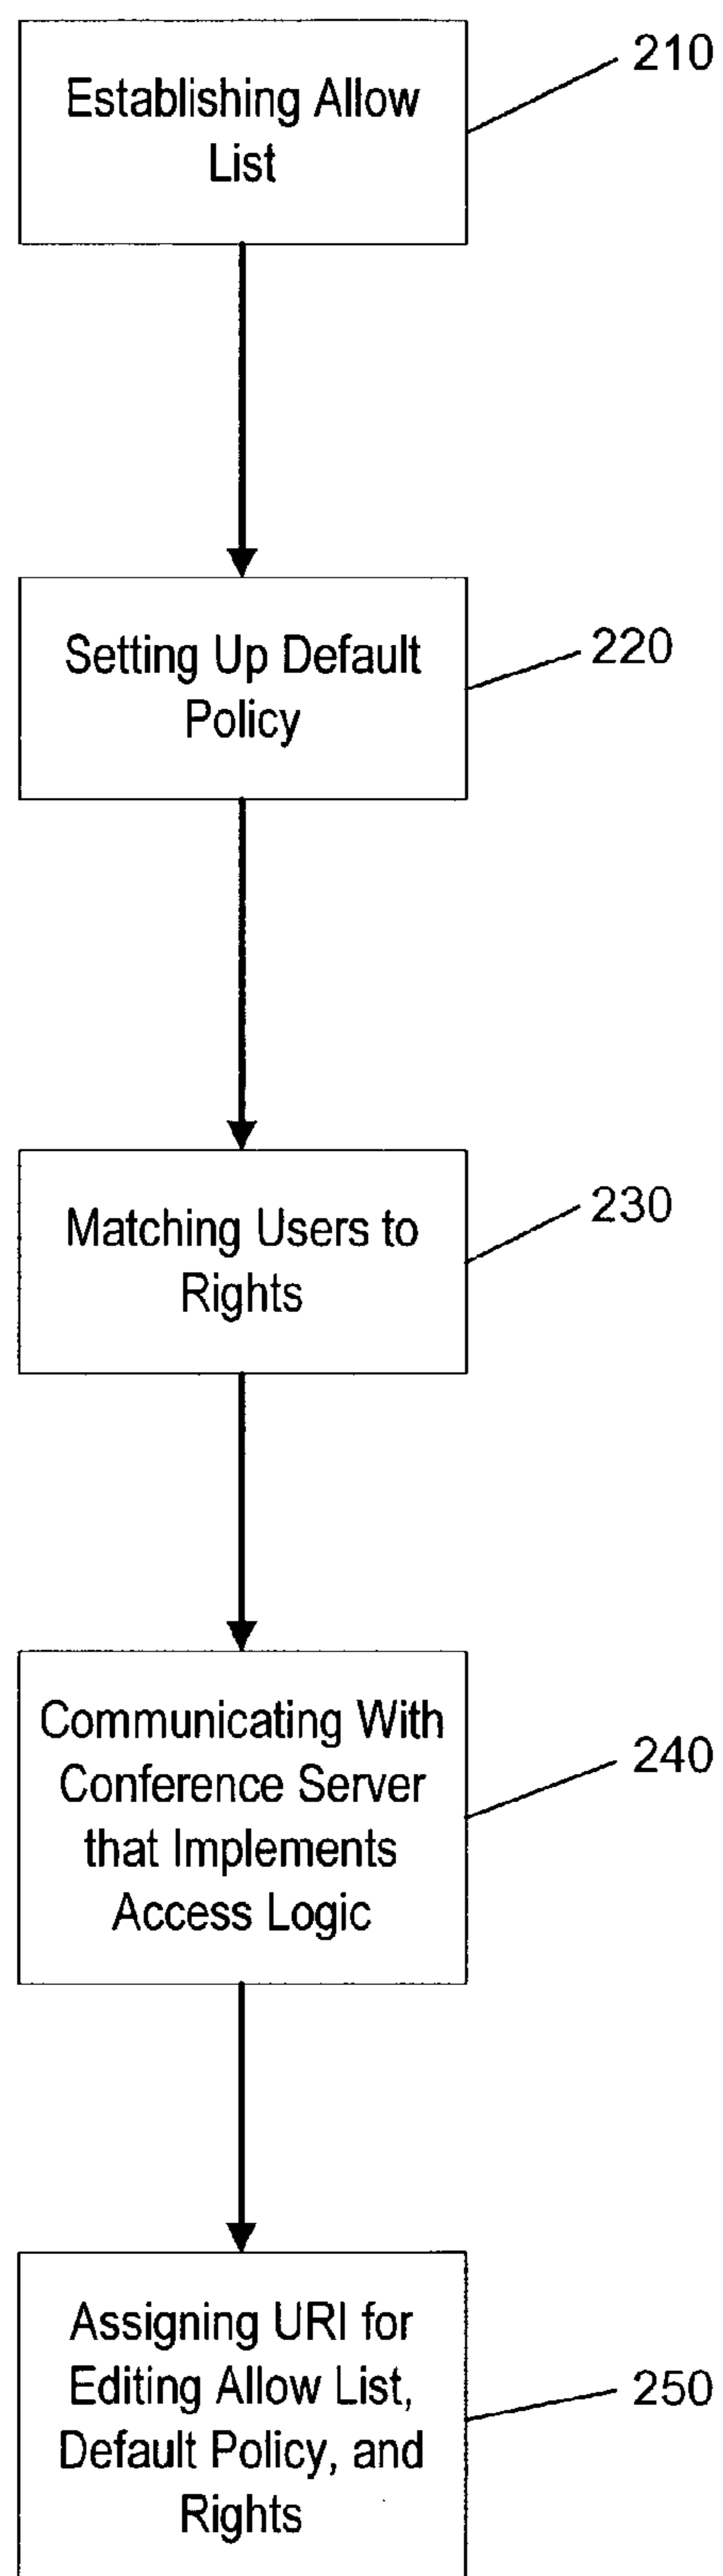 Establishing Allow
List
210
Setting Up Default
Policy
220
Matching Users to
Rights
230
Communicating With
Conference Server
that Implements
Access Logic
240
Assigning URI for
Editing Allow List,
Default Policy, and
Rights
250